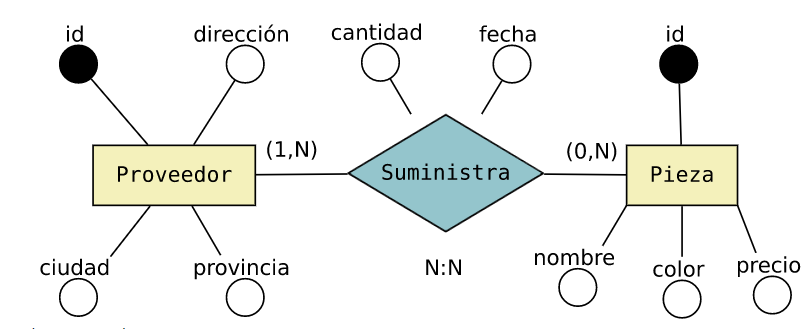 id
dirección
cantidad
fecha
id
(1,N)
(0,N)
Proveedor
Suministra
Pieza
ciudad
provincia
N:N
nombre
color
precio